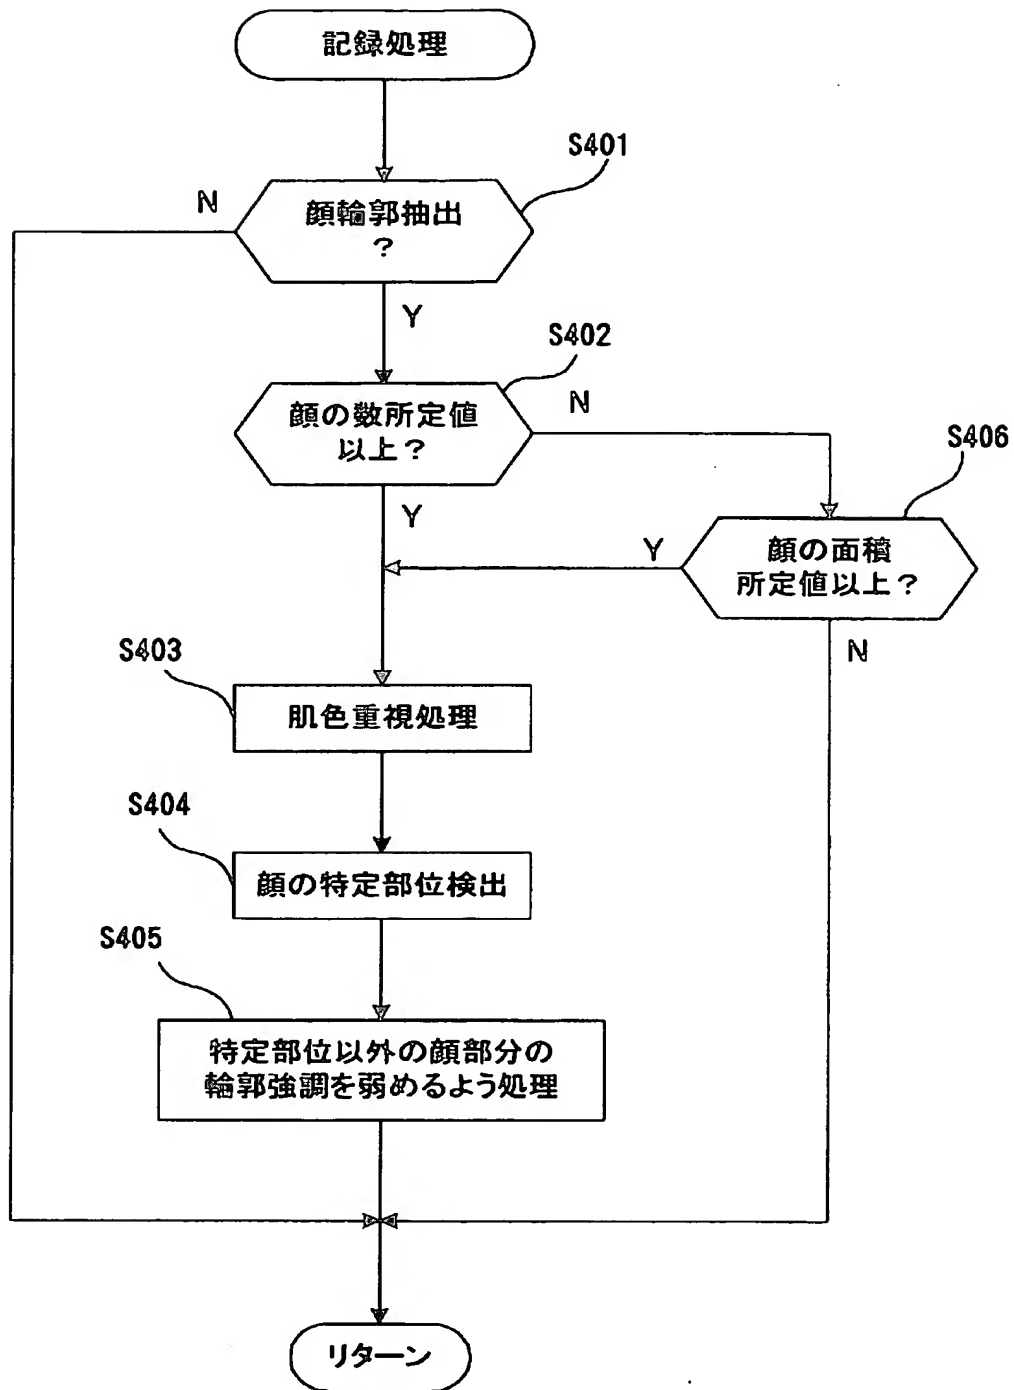 記録処理
S401
N
顔輪郭抽出
?
Y
S402
顔の数所定値
以上?
N
S406
Y
Y
顔の面積
所定値以上?
N
S403
肌色重視処理
S404
顔の特定部位検出
S405
特定部位以外の顔部分の
輪郭強調を弱めるよう処理
リターン